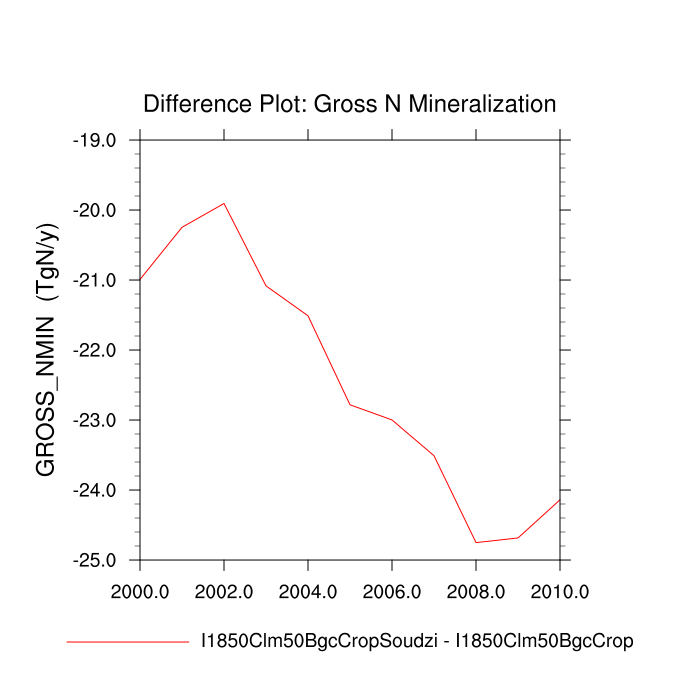 Difference Plot: Gross N Mineralization
-19.0
-20.0
-21.0
-22.0
-23.0
-24.0
-25.0
GROSS_NMIN (TgN/y)
2000.0 2002.0 2004.0 2006.0 2008.0 2010.0
I1850Clm50BgcCropSoudzi - I1850Clm50BgcCrop